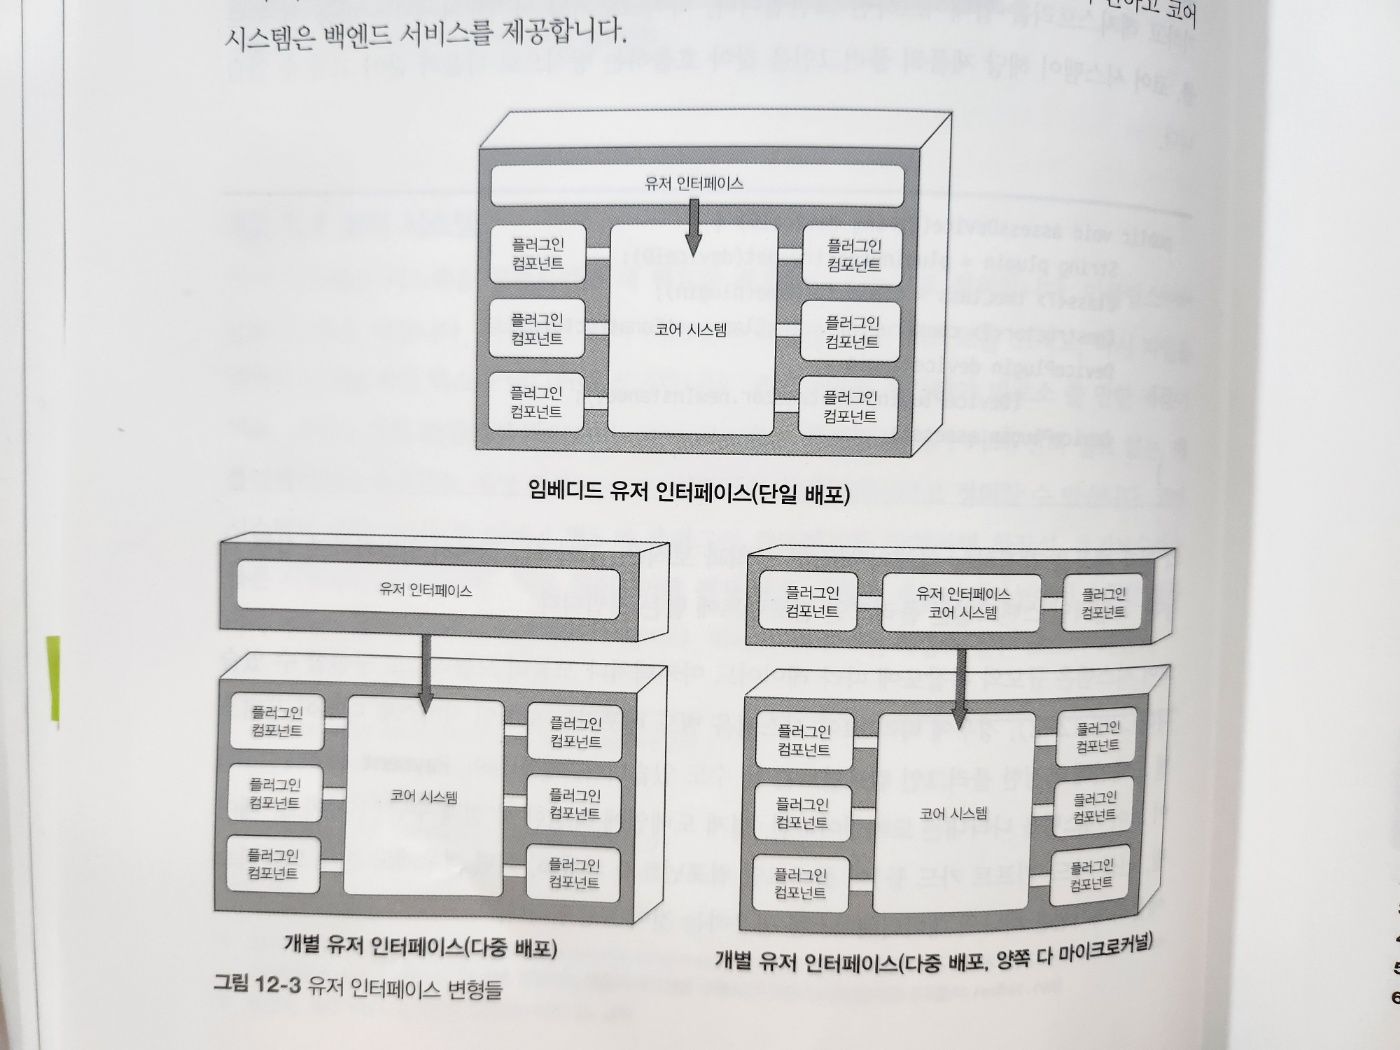 코어
시스템은 백엔드 서비스를 제공합니다.
유저 인터페이스
플러그인
컴포넌트
플러그인
컴포넌트
플러그인
컴포넌트
코어 시스템
플러그인
컴포넌트
플러그인
컴포넌트
플러그인
컴포넌트
임베디드 유저 인터페이스(단일 배포)
유저 인터페이스
플러그인
컴포넌트
플러그인
컴포넌트
플러그인
컴포넌트
코어 시스템
플러그인
컴포넌트
플러그인
컴포넌트
플러그인
컴포넌트
개별 유저 인터페이스(다중 배포)
플러그인
컴포넌트
유저 인터페이스
코어 시스템
플러그인
컴포넌트
플러그인
컴포넌트
플러그인
컴포넌트
플러그인
컴포넌트
코어 시스템
플러그인
컴포넌트
플러그인
컴포넌트
플러그인
컴포넌트
개별 유저 인터페이스(다중 배포, 양쪽 다 마이크로커널)
그림 12-3 유저 인터페이스 변형들